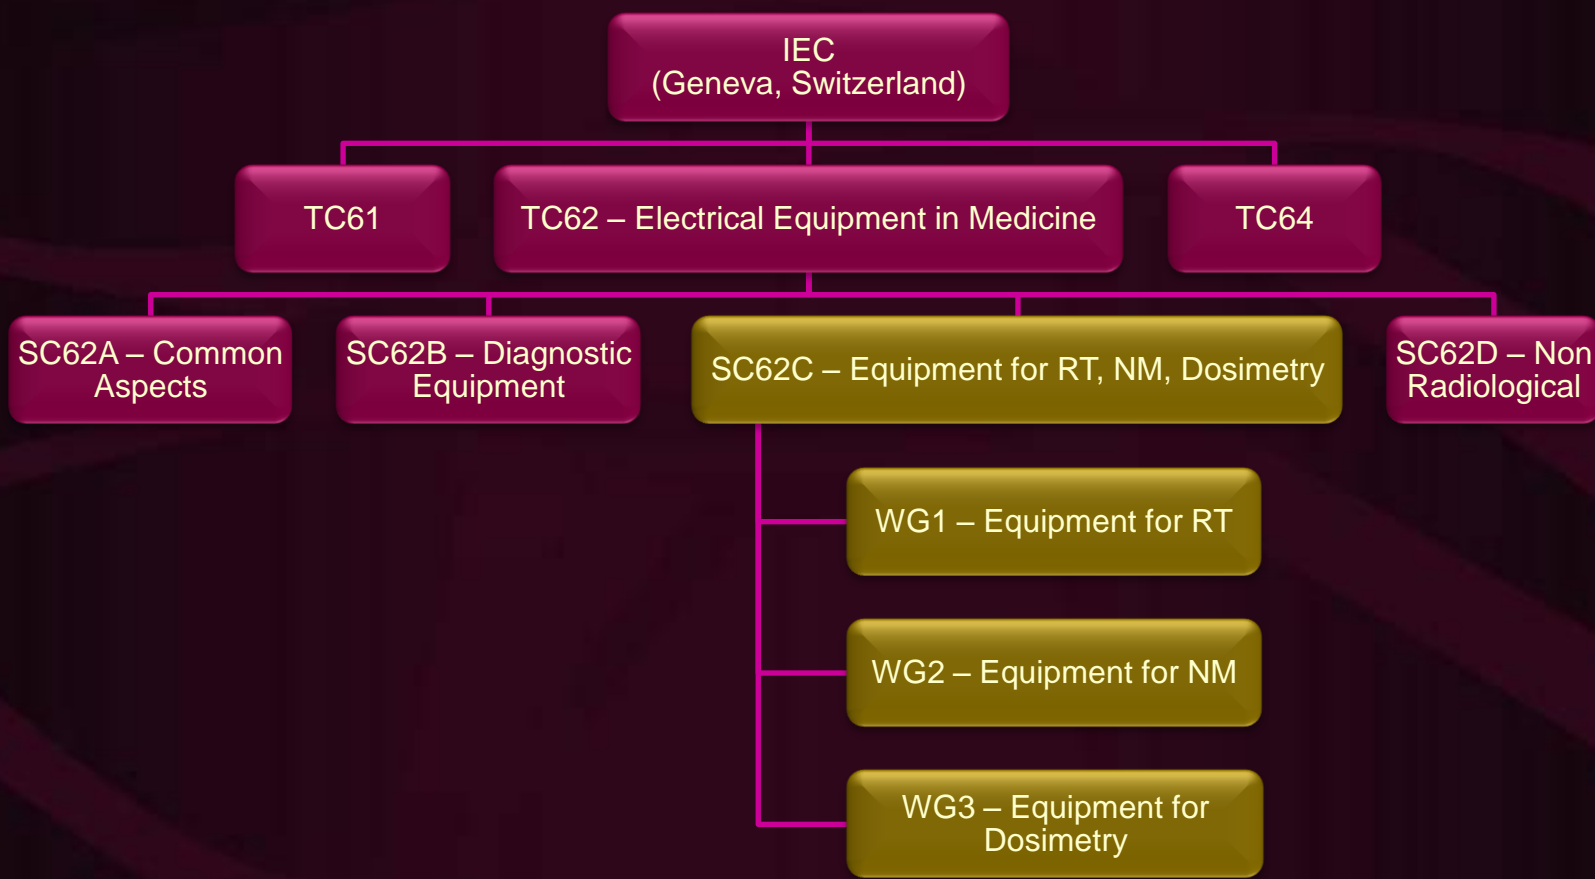 IEC
(Geneva, Switzerland)
TC61
TC62 – Electrical Equipment in Medicine
TC64
SC62A – Common
Aspects
SC62B – Diagnostic
Equipment
SC62C – Equipment for RT, NM, Dosimetry
SC62D – Non
Radiological
WG1 – Equipment for RT
WG2 – Equipment for NM
WG3 – Equipment for
Dosimetry